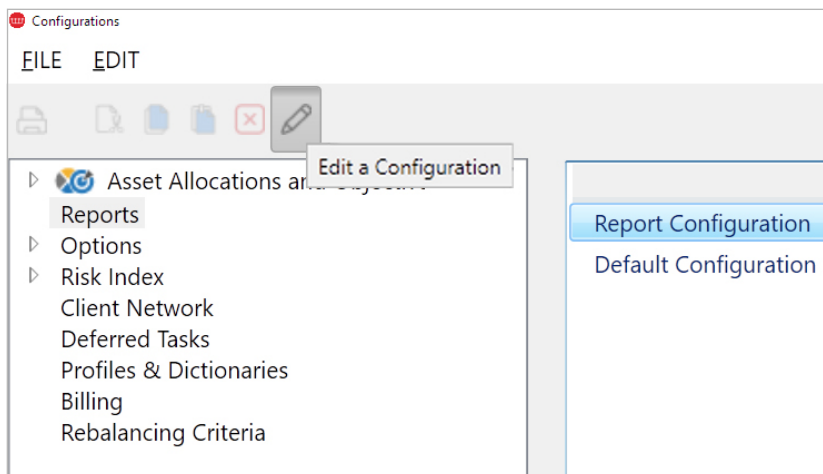 Configurations
FILE EDIT
Edit a Configuration
Asset Allocations and
Reports
Options
Risk Index
Client Network
Deferred Tasks
Profiles & Dictionaries
Billing
Rebalancing Criteria
Report Configuration
Default Configuration